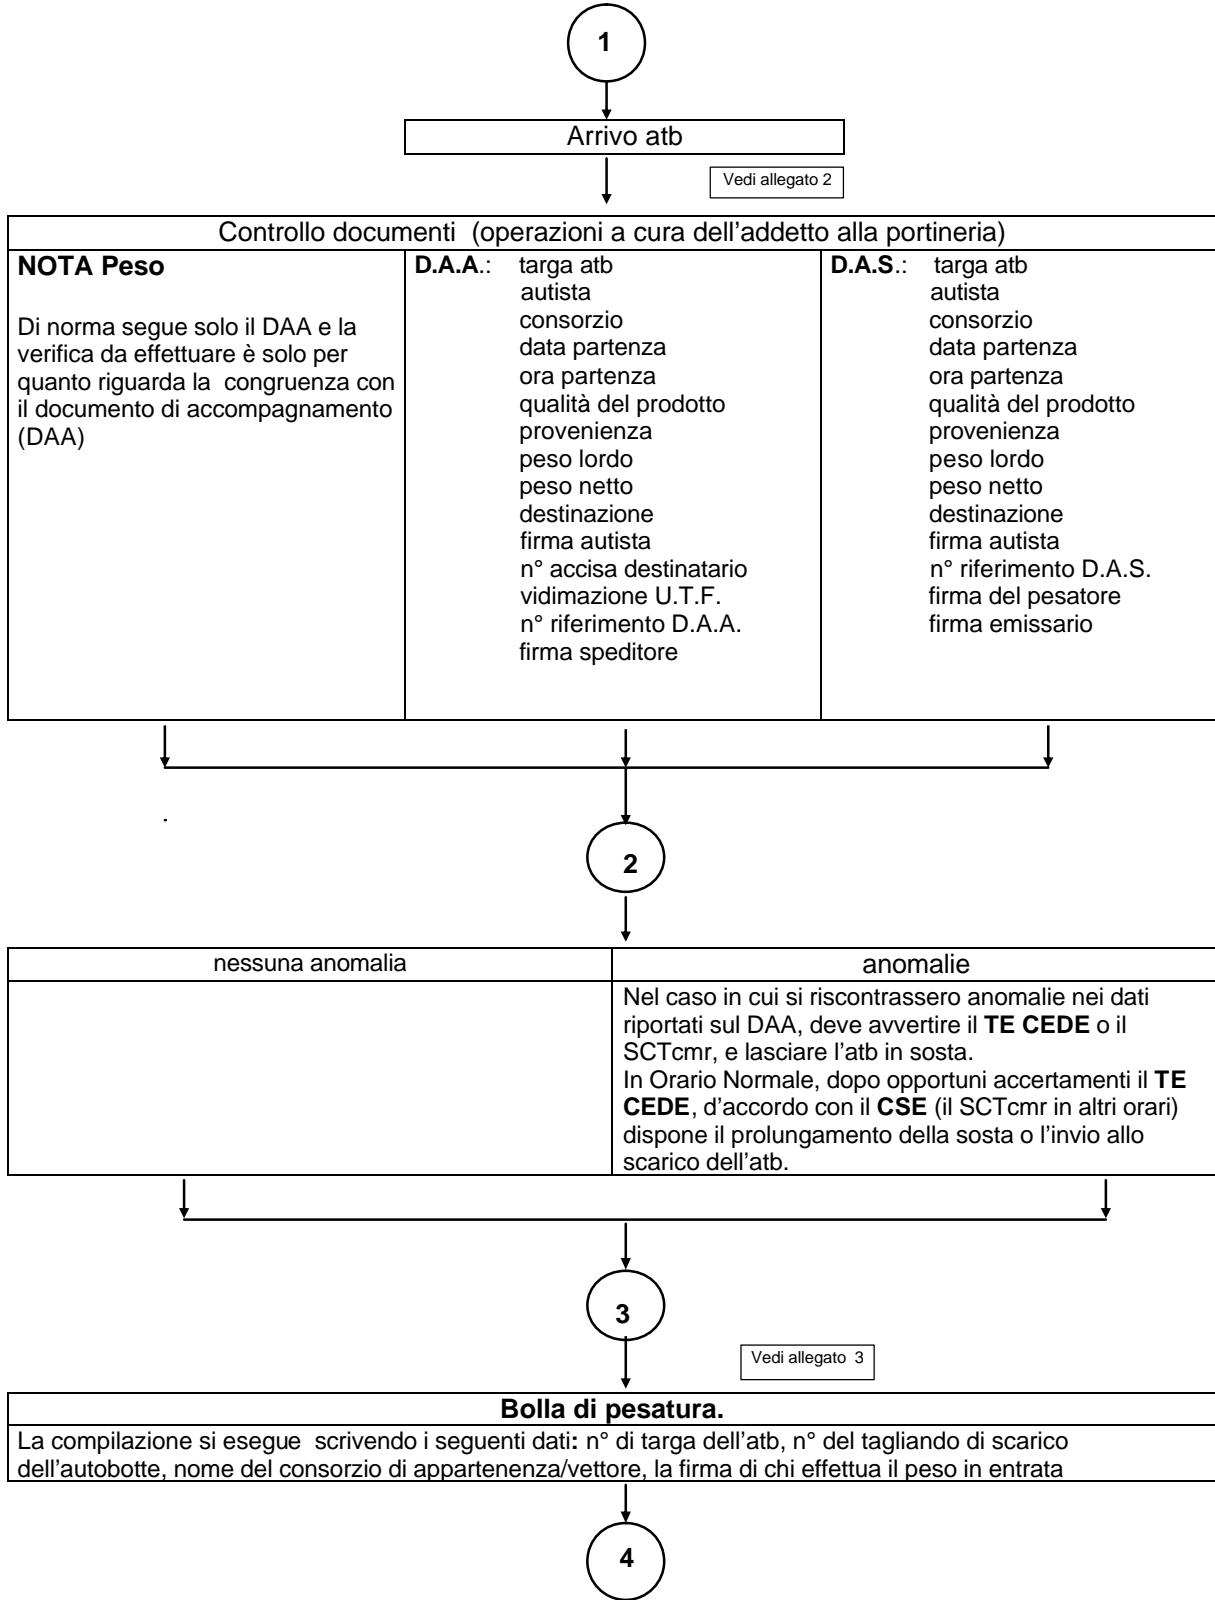 1
Arrivo atb
Vedi allegato 2
Controllo documenti (operazioni a cura dell'addetto alla portineria)
NOTA Peso
Di norma segue solo il DAA e la
verifica da effettuare è solo per
quanto riguarda la congruenza con
il documento di accompagnamento
(DAA)
D.A.A.: targa atb
autista
consorzio
data partenza
ora partenza
qualità del prodotto
provenienza
peso lordo
peso netto
destinazione
firma autista
n° accisa destinatario
vidimazione U.T.F.
n° riferimento D.A.A.
firma speditore
D.A.S.: targa atb
autista
consorzio
data partenza
ora partenza
qualità del prodotto
provenienza
peso lordo
peso netto
destinazione
firma autista
n° riferimento D.A.S.
firma del pesatore
firma emissario
.
2
nessuna anomalia
anomalie
Nel caso in cui si riscontrassero anomalie nei dati
riportati sul DAA, deve avvertire il TE CEDE o il
SCTcmr, e lasciare l'atb in sosta.
In Orario Normale, dopo opportuni accertamenti il TE
CEDE, d'accordo con il CSE (il SCTcmr in altri orari)
dispone il prolungamento della sosta o l'invio allo
scarico dell'atb.
3
Vedi allegato 3
Bolla di pesatura.
La compilazione si esegue scrivendo i seguenti dati: n° di targa dell'atb, n° del tagliando di scarico
dell'autobotte, nome del consorzio di appartenenza/vettore, la firma di chi effettua il peso in entrata
4